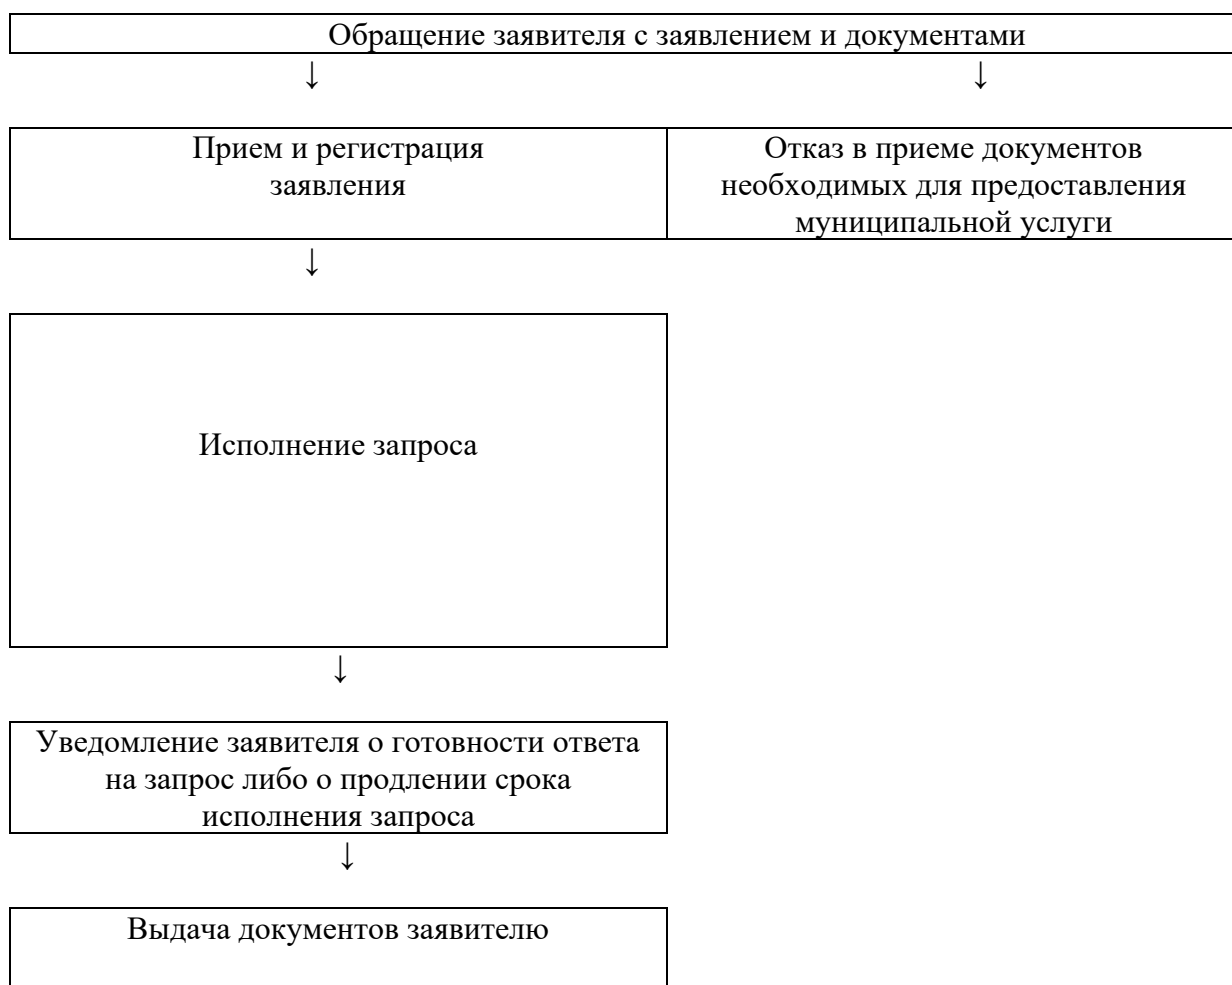 Обращение заявителя с заявлением и документами
↓ ↓
Прием и регистрация
заявления
Отказ в приеме документов
необходимых для предоставления
муниципальной услуги
↓
Исполнение запроса
↓
Уведомление заявителя о готовности ответа
на запрос либо о продлении срока
исполнения запроса
↓
Выдача документов заявителю